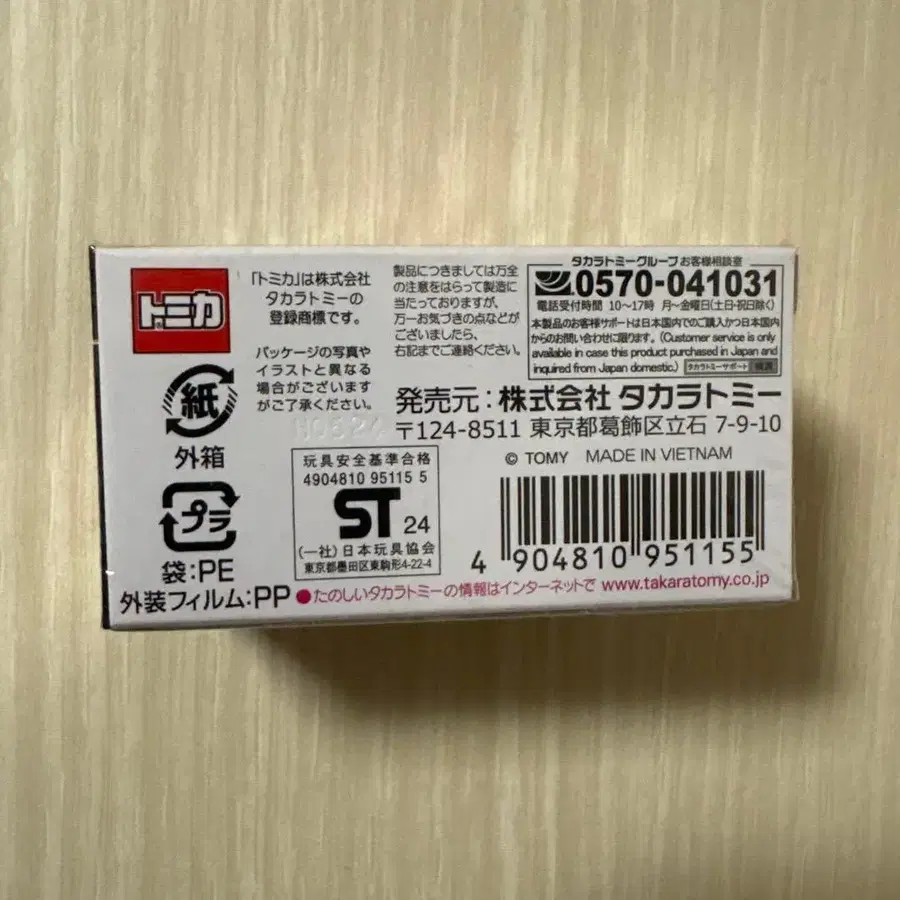 トミカ
「トミカ」は株式会社
タカラトミーの
登録商標です。
パッケージの写真や
イラストと異なる
場合がございます
がご了承ください。
製品につきましては万全
の注意をはらって製造に
当たっておりますが、
万一お気づきの点などが
ございましたら、
右記までご連絡ください。
タカラトミーグループ お客様相談室
0570-041031
電話受付時間 10〜17時 月〜金曜日(土日・祝日除く)
本製品のお客様サポートは日本国内でのご購入かつ日本国内
からのお問い合わせに限ります。(Customer service is only
available in case this product purchased in Japan and
inquired from Japan domestic.) タカラトミーサポート 検索
発売元:株式会社 タカラトミー
〒124-8511 東京都葛飾区立石 7-9-10
© TOMY MADE IN VIETNAM
紙
外箱
プラ
袋:PE
外装フィルム:PP
玩具安全基準合格
4904810 95115 5
ST 24
(一社)日本玩具協会
東京都墨田区東駒形4-22-4
4 904810 951155
●たのしいタカラトミーの情報はインターネットで www.takaratomy.co.jp